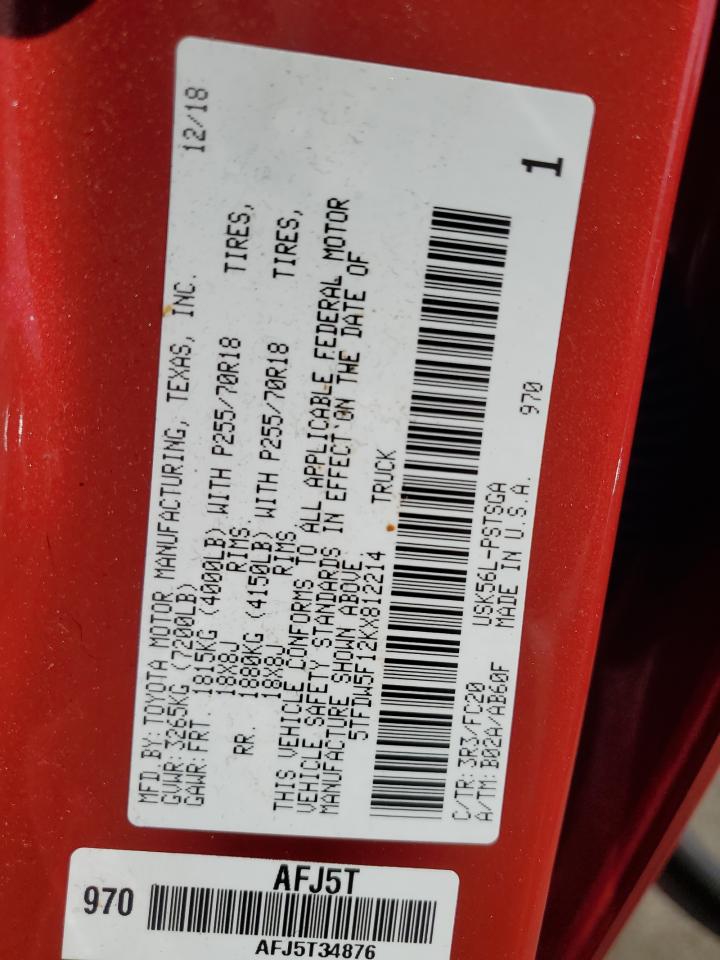 12/18
MFD.BY: TOYOTA MOTOR MANUFACTURING, TEXAS, INC.
GVWR: 3265KG (7200LB)
GAWR: FRT. 1815KG (4000LB) WITH P255/70R18 TIRES,
18X8J RIMS.
RR. 1880KG (4150LB) WITH P255/70R18 TIRES,
18X8J RIMS
THIS VEHICLE CONFORMS TO ALL APPLICABLE FEDERAL MOTOR
VEHICLE SAFETY STANDARDS IN EFFECT ON THE DATE OF
MANUFACTURE SHOWN ABOVE.
5TFDW5F12KX812214 TRUCK
C/TR: 3R3/FC20 USK56L-PSTSGA 970
A/TM: B02A/AB60F MADE IN U.S.A.
1
AFJ5T
970
AFJ5T34876